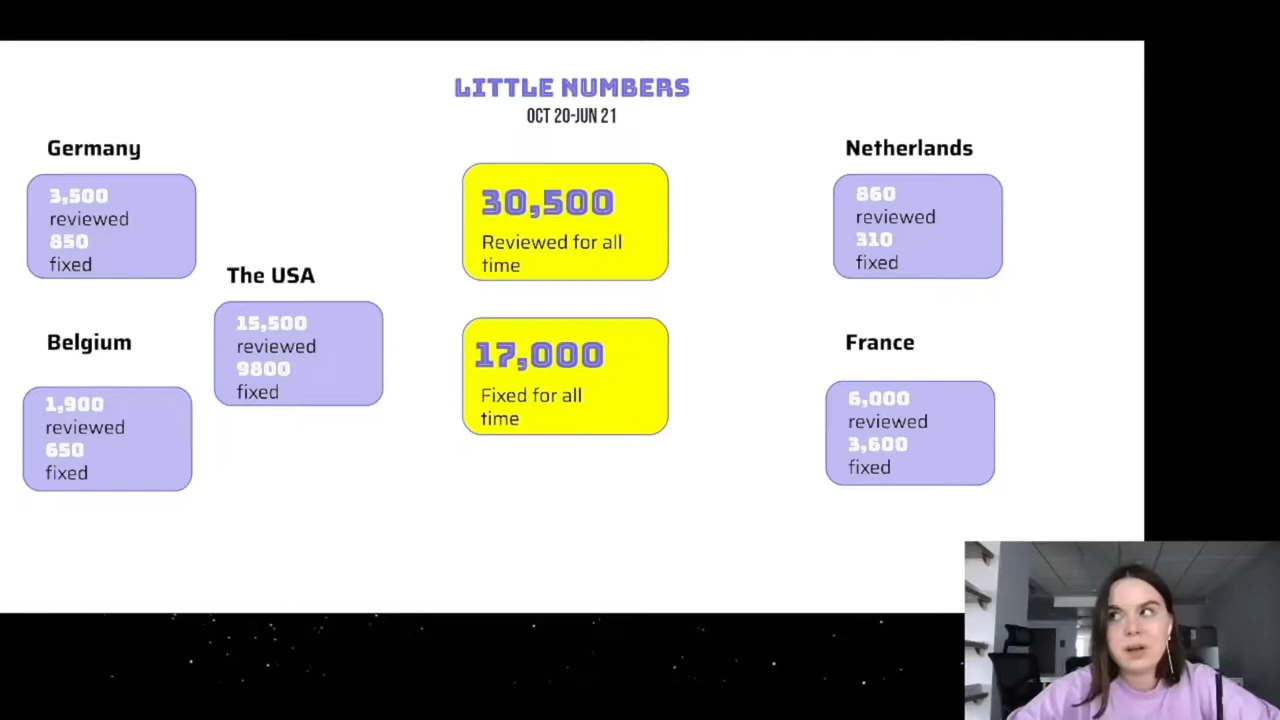 LITTLE NUMBERS
OCT 20-JUN 21
Germany
3,500
reviewed
850
fixed
The USA
15,500
reviewed
9800
fixed
Belgium
1,900
reviewed
650
fixed
30,500
Reviewed for all
time
17,000
Fixed for all
time
Netherlands
860
reviewed
310
fixed
France
6,000
reviewed
3,600
fixed